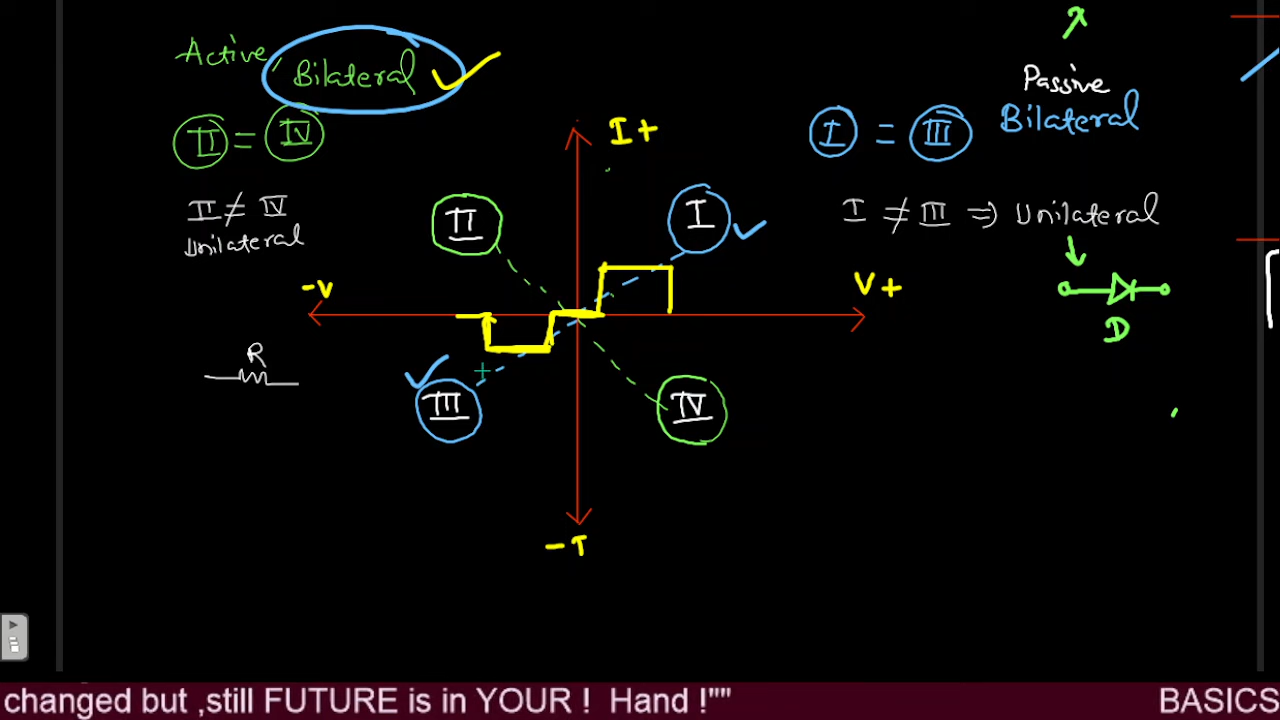 Active, Bilateral
II = IV
II ≠ IV
Unilateral
R
I+
-V
V+
II
I
III
IV
-I
Passive
Bilateral
I = III
I ≠ III ⇒ Unilateral
D
changed but ,still FUTURE is in YOUR ! Hand !""
BASICS